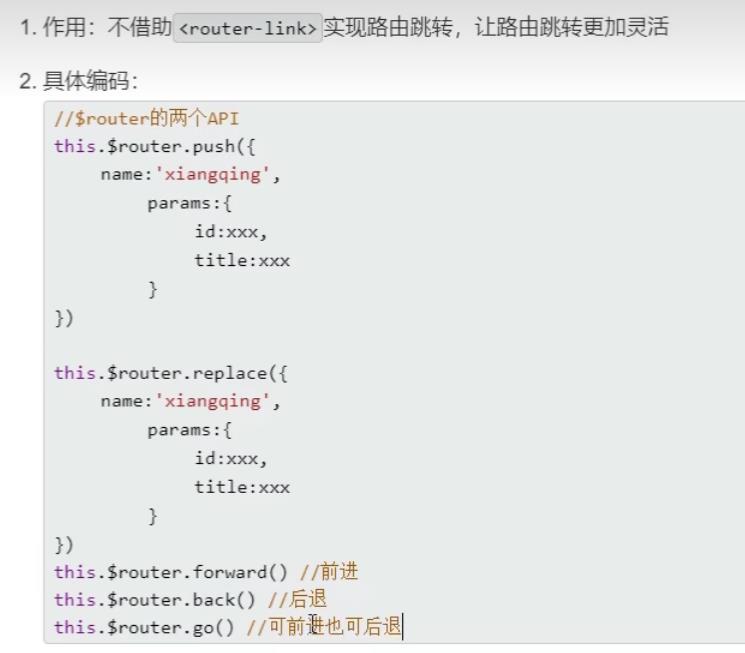 1. 作用：不借助<router-link>实现路由跳转，让路由跳转更加灵活
2. 具体编码：
//$router的两个API
this.$router.push({
name:'xiangqing',
params:{
id:xxx,
title:xxx
}
})
this.$router.replace({
name:'xiangqing',
params:{
id:xxx,
title:xxx
}
})
this.$router.forward() //前进
this.$router.back() //后退
this.$router.go() //可前进也可后退